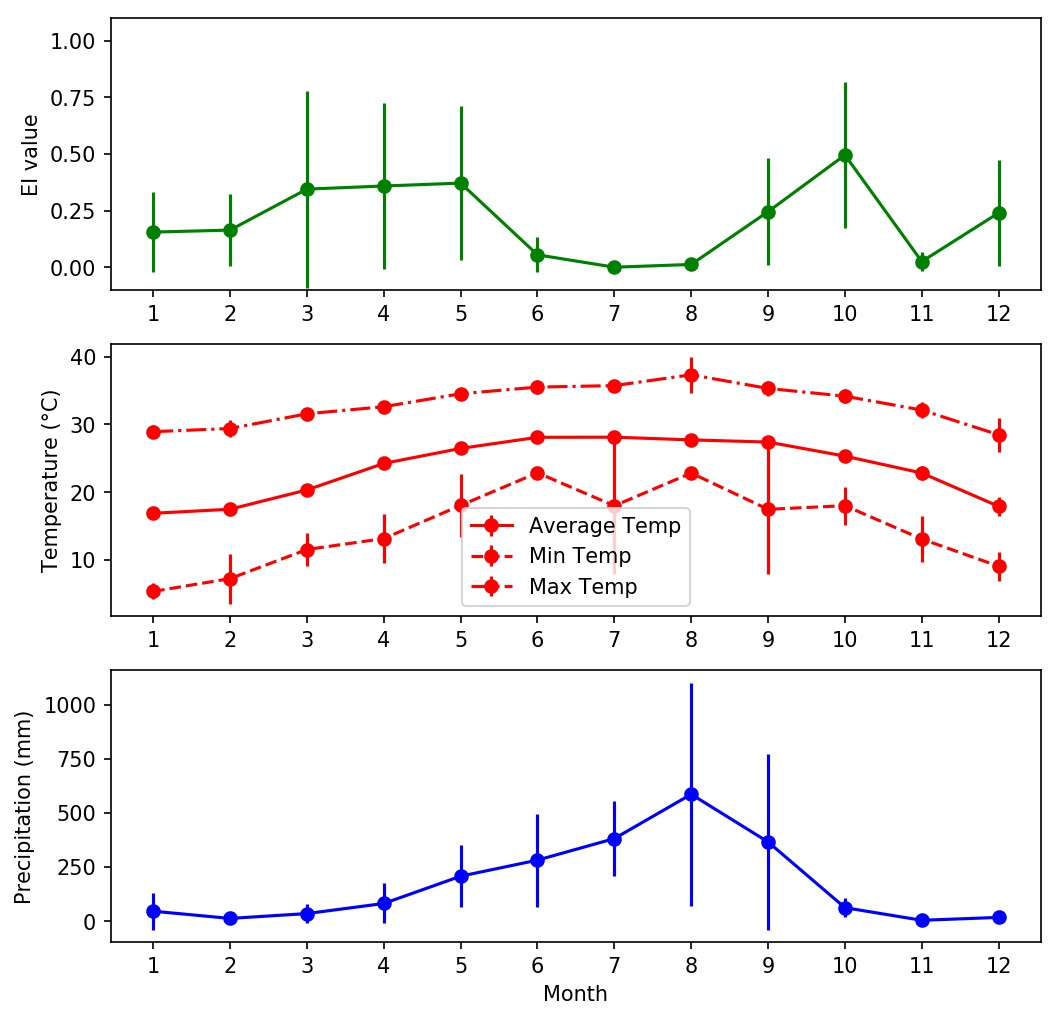 EI value
1.00
0.75
0.50
0.25
0.00
1 2 3 4 5 6 7 8 9 10 11 12
Temperature (°C)
40
30
20
10
Average Temp
Min Temp
Max Temp
1 2 3 4 5 6 7 8 9 10 11 12
Precipitation (mm)
1000
750
500
250
0
1 2 3 4 5 6 7 8 9 10 11 12
Month